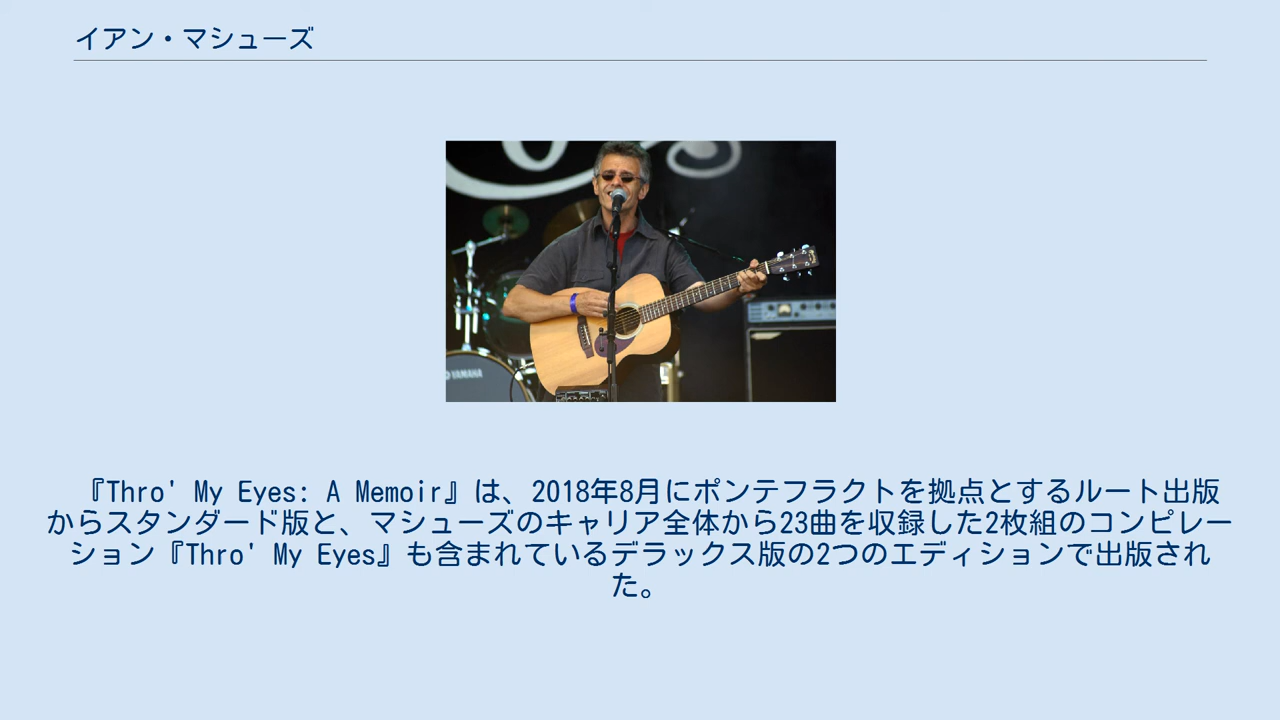 イアン・マシューズ
YAMAHA
『Thro' My Eyes: A Memoir』は、2018年8月にポンテフラクトを拠点とするルート出版
からスタンダード版と、マシューズのキャリア全体から23曲を収録した2枚組のコンピレー
ション『Thro' My Eyes』も含まれているデラックス版の2つのエディションで出版され
た。